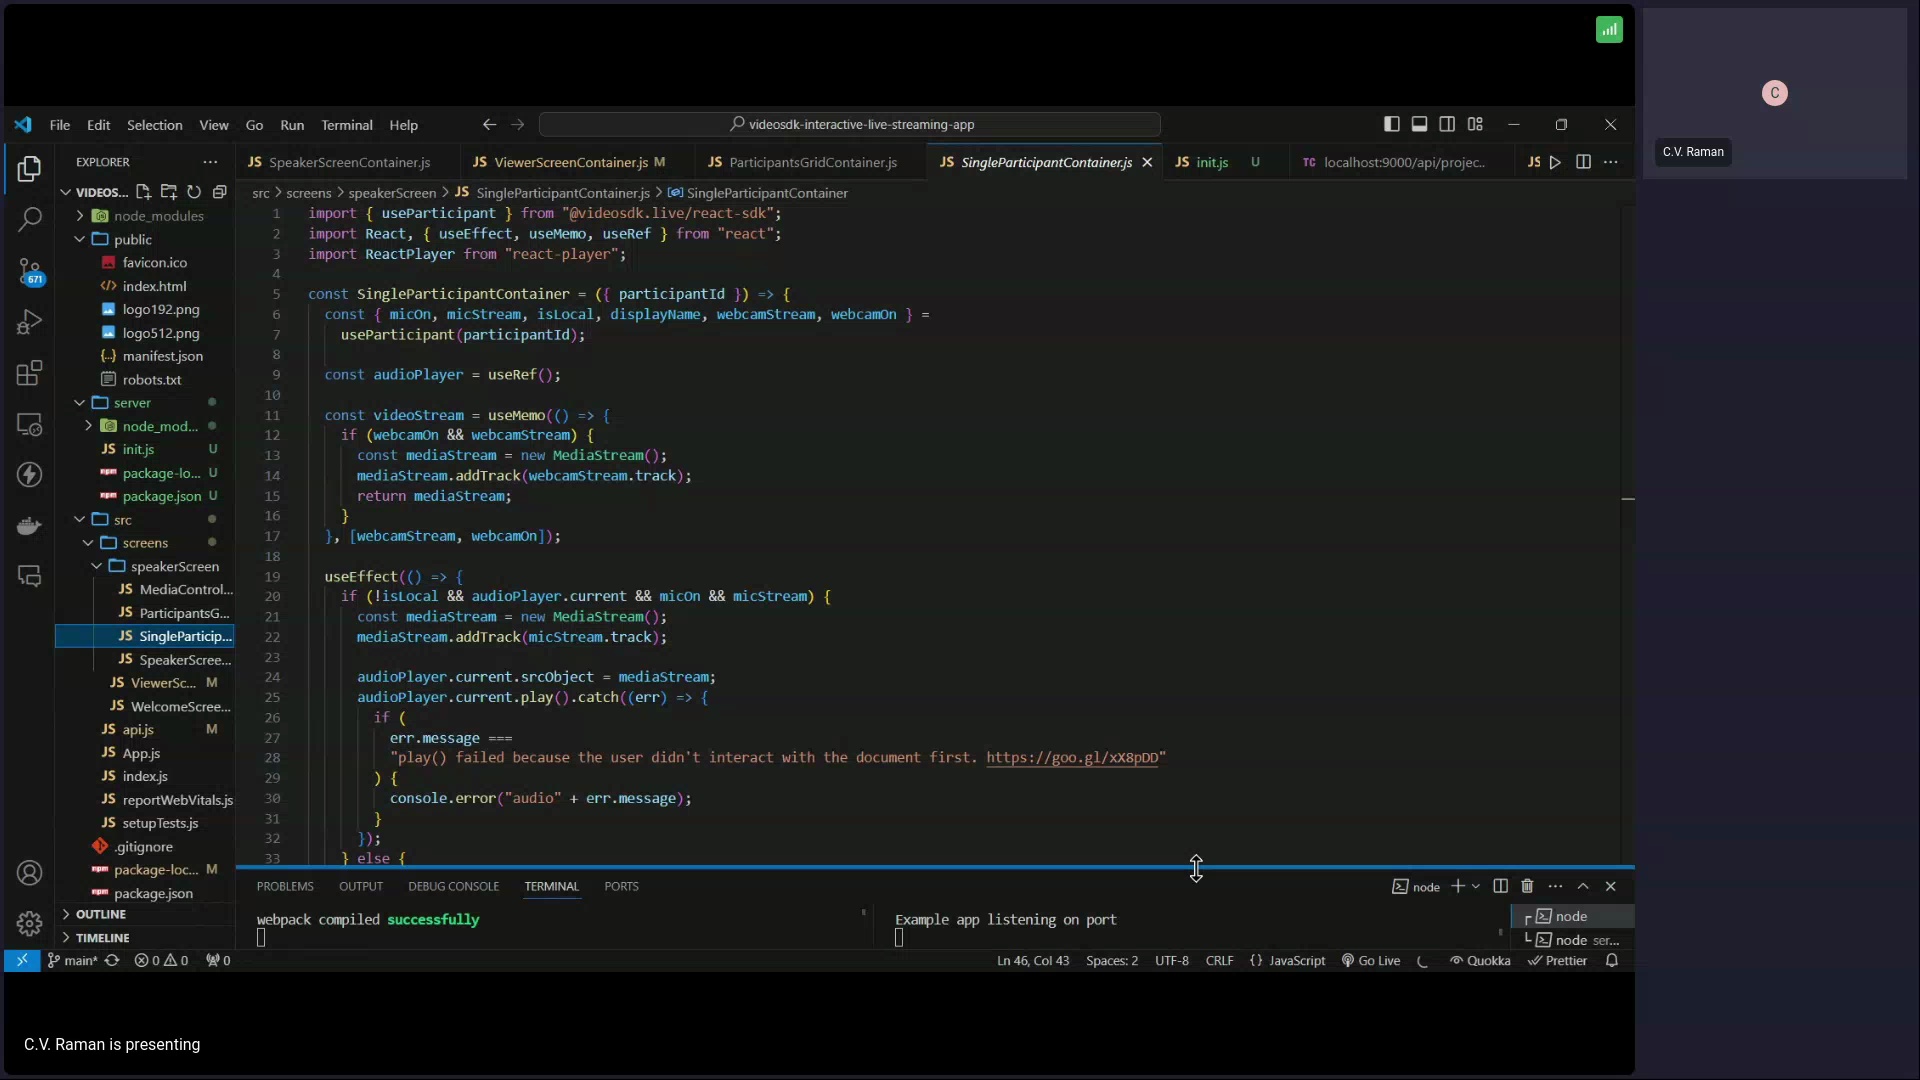 C
C.V. Raman
File Edit Selection View Go Run Terminal Help
videosdk-interactive-live-streaming-app
EXPLORER
SpeakerScreenContainer.js
ViewerScreenContainer.js M
ParticipantsGridContainer.js
SingleParticipantContainer.js
init.js U
localhost:9000/api/projec...
VIDEOS...
node_modules
public
favicon.ico
index.html
logo192.png
logo512.png
manifest.json
robots.txt
server
node_mod...
init.js U
package-lo... U
package.json U
src
screens
speakerScreen
MediaControl...
ParticipantsG...
SingleParticip...
SpeakerScree...
ViewerSc... M
WelcomeScree...
api.js M
App.js
index.js
reportWebVitals.js
setupTests.js
.gitignore
package-loc... M
package.json
OUTLINE
TIMELINE
671
src > screens > speakerScreen > JS SingleParticipantContainer.js > SingleParticipantContainer
1 import { useParticipant } from "@videosdk.live/react-sdk";
2 import React, { useEffect, useMemo, useRef } from "react";
3 import ReactPlayer from "react-player";
4
5 const SingleParticipantContainer = ({ participantId }) => {
6 const { micOn, micStream, isLocal, displayName, webcamStream, webcamOn } =
7 useParticipant(participantId);
8
9 const audioPlayer = useRef();
10
11 const videoStream = useMemo(() => {
12 if (webcamOn && webcamStream) {
13 const mediaStream = new MediaStream();
14 mediaStream.addTrack(webcamStream.track);
15 return mediaStream;
16 }
17 }, [webcamStream, webcamOn]);
18
19 useEffect(() => {
20 if (!isLocal && audioPlayer.current && micOn && micStream) {
21 const mediaStream = new MediaStream();
22 mediaStream.addTrack(micStream.track);
23
24 audioPlayer.current.srcObject = mediaStream;
25 audioPlayer.current.play().catch((err) => {
26 if (
27 err.message ===
28 "play() failed because the user didn't interact with the document first. https://goo.gl/xX8pDD"
29 ) {
30 console.error("audio" + err.message);
31 }
32 });
33 } else {
PROBLEMS OUTPUT DEBUG CONSOLE TERMINAL PORTS
node
webpack compiled successfully
Example app listening on port
node
node ser...
main* 0 0 0
Ln 46, Col 43 Spaces: 2 UTF-8 CRLF {} JavaScript Go Live Quokka Prettier
C.V. Raman is presenting